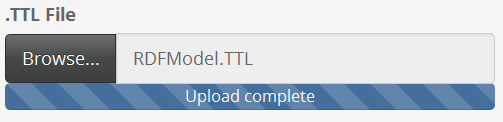 .TTL File
Browse... RDFModel.TTL
Upload complete